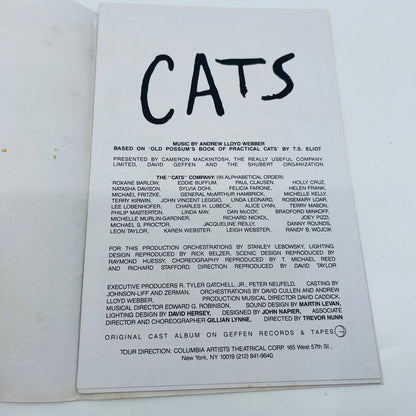 CATS
MUSIC BY ANDREW LLOYD WEBBER
BASED ON 'OLD POSSUM'S BOOK OF PRACTICAL CATS' BY T.S. ELIOT
PRESENTED BY CAMERON MACKINTOSH, THE REALLY USEFUL COMPANY
LIMITED, DAVID GEFFEN AND THE SHUBERT ORGANIZATION
THE "CATS" COMPANY: (IN ALPHABETICAL ORDER)
ROXANE BARLOW, EDDIE BUFFUM, PAUL CLAUSEN, HOLLY CRUZ,
NATASHA DAVISON, SYLVIA DOHI, FELICIA FARONE, HELEN FRANK,
MICHAEL FRITZKE, GENERAL McARTHUR HAMBRICK, MICHELLE HARRISON,
TERRY KIRWIN, JOHN VINCENT LEGGIO, LINDA LEONARD, ROSEMARY LOAR,
LEE LOBENHOFER, CHARLES H. LUBECK, ALICE LYNN, TERRY MASON,
PHILIP MASTERTON, LINDA MAY, DAN McCOY, BRADFORD MINKOFF,
MICHELLE MURLIN-GARDNER, RICHARD NICKOL, JOEY PIZZI,
MICHAEL S. PROCTOR, JACQUELINE REILLY, DANNY ROUNDS,
LEON TAYLOR, KAREN WEBSTER, LEIGH WEBSTER, RANDY B. WOJCIK
FOR THIS PRODUCTION ORCHESTRATIONS BY STANLEY LEBOWSKY, LIGHTING
DESIGN REPRODUCED BY RICK BELZER, SCENIC DESIGN REPRODUCED BY
RAYMOND HUESSY, CHOREOGRAPHY REPRODUCED BY T. MICHAEL REED
AND RICHARD STAFFORD, DIRECTION REPRODUCED BY DAVID TAYLOR
EXECUTIVE PRODUCERS R. TYLER GATCHELL, JR., PETER NEUFELD, CASTING BY
JOHNSON-LIFF AND ZERMAN, ORCHESTRATIONS BY DAVID CULLEN AND ANDREW
LLOYD WEBBER, PRODUCTION MUSICAL DIRECTOR DAVID CADDICK,
MUSICAL DIRECTOR EDWARD G. ROBINSON, SOUND DESIGN BY MARTIN LEVAN,
LIGHTING DESIGN BY DAVID HERSEY, DESIGNED BY JOHN NAPIER, ASSOCIATE
DIRECTOR AND CHOREOGRAPHER GILLIAN LYNNE, DIRECTED BY TREVOR NUNN
ORIGINAL CAST ALBUM ON GEFFEN RECORDS & TAPES
TOUR DIRECTION: COLUMBIA ARTISTS THEATRICAL CORP. 165 West 57th St.,
New York, NY 10019 (212) 841-9640.